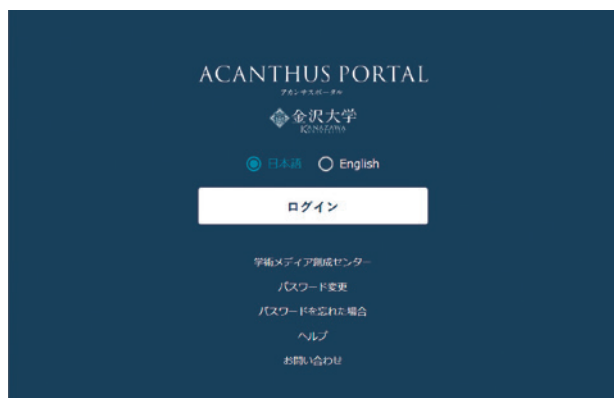 ACANTHUS PORTAL
アカンサスポータル
金沢大学
KANAZAWA
日本語 English
ログイン
学術メディア創成センター
パスワード変更
パスワードを忘れた場合
ヘルプ
お問い合わせ